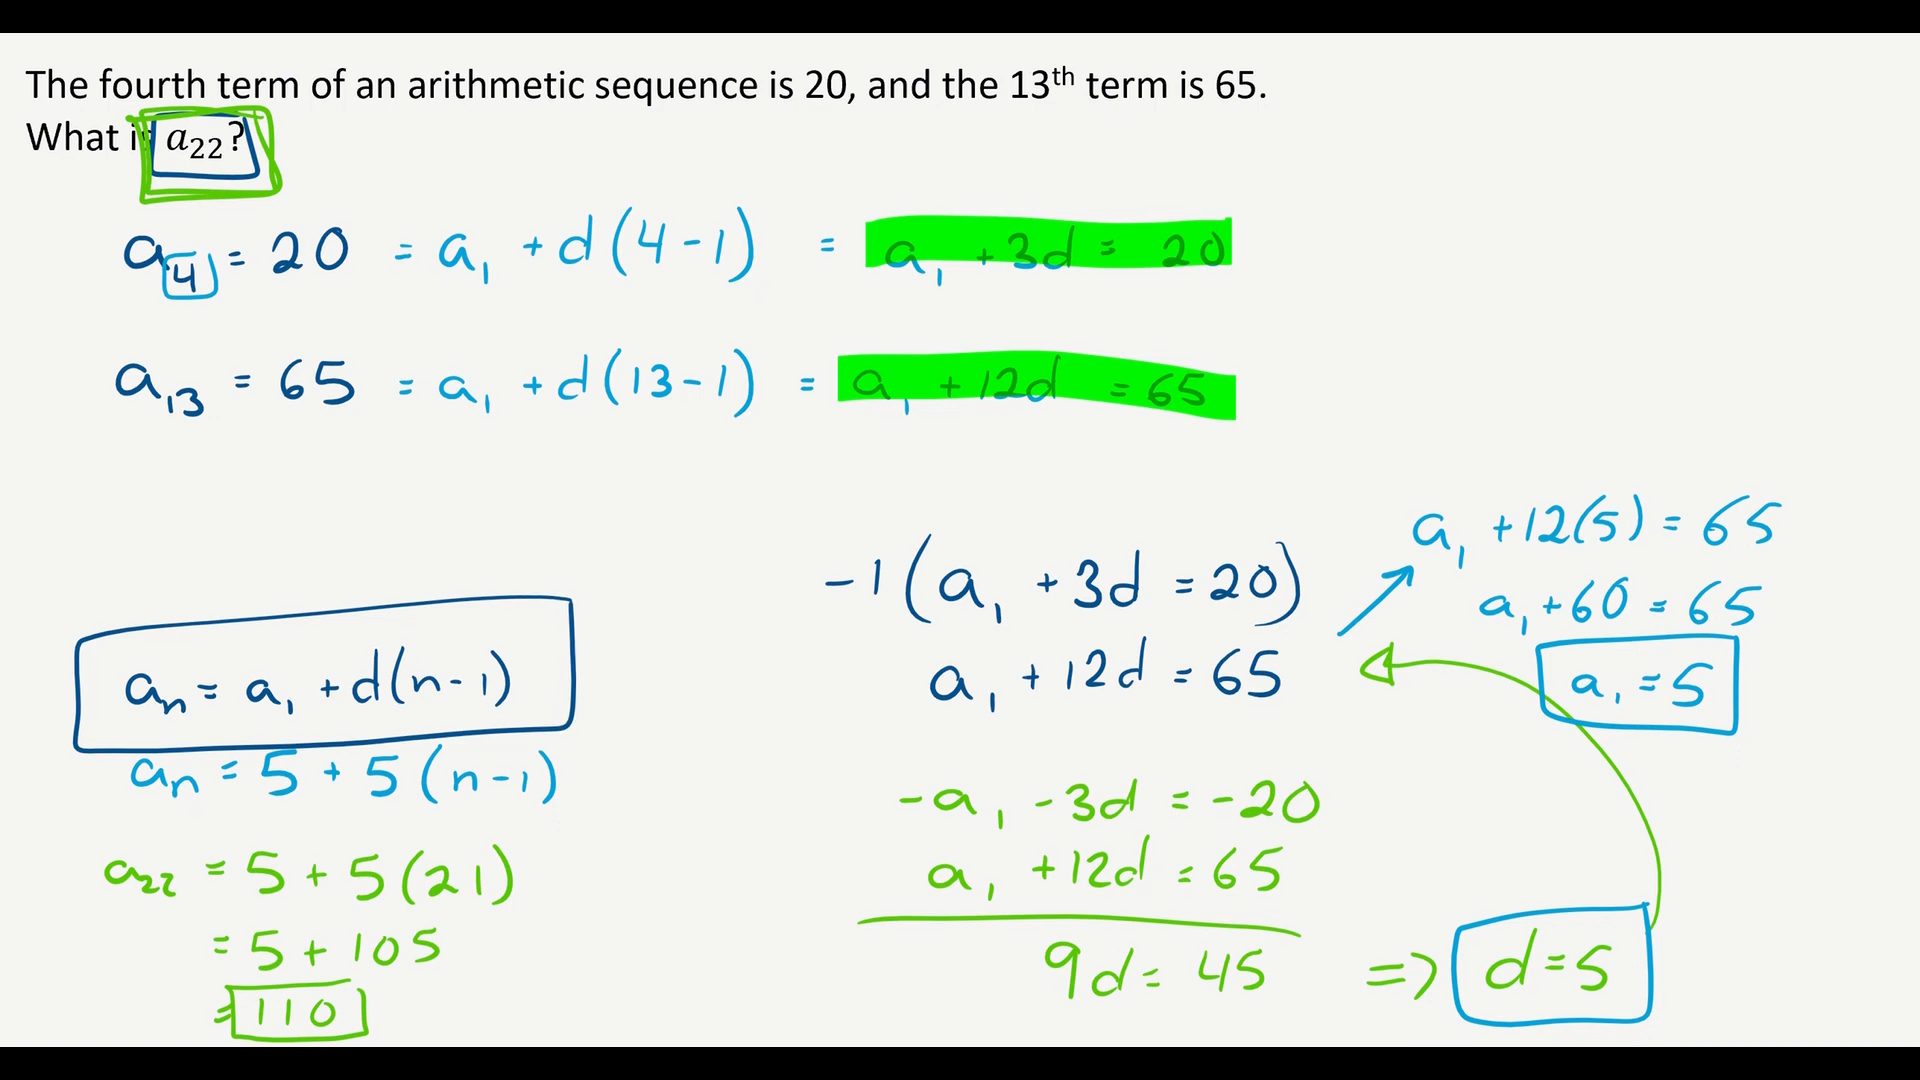 The fourth term of an arithmetic sequence is 20, and the 13th term is 65.
What i a₂₂?
a₄ = 20 = a₁ + d(4-1) = a₁ + 3d = 20
a₁₃ = 65 = a₁ + d(13-1) = a₁ + 12d = 65
-1(a₁ + 3d = 20)
a₁ + 12d = 65
a₁ + 12(5) = 65
a₁ + 60 = 65
a₁ = 5
aₙ = a₁ + d(n-1)
aₙ = 5 + 5(n-1)
a₂₂ = 5 + 5(21)
= 5 + 105
= 110
-a₁ - 3d = -20
a₁ + 12d = 65
9d = 45 => d = 5